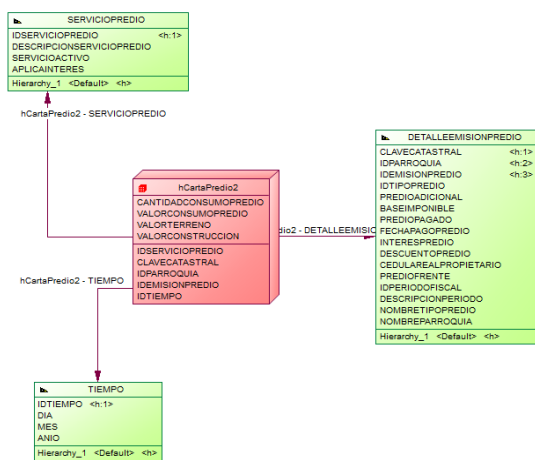 SERVICIOPREDIO
IDSERVICIOPREDIO <h:1>
DESCRIPCIONSERVICIOPREDIO
SERVICIOACTIVO
APLICAINTERES
Hierarchy_1 <Default> <h>
hCartaPredio2 - SERVICIOPREDIO
hCartaPredio2
CANTIDADCONSUMOPREDIO
VALORCONSUMOPREDIO
VALORTERRENO
VALORCONSTRUCCION
IDSERVICIOPREDIO
CLAVECATASTRAL
IDPARROQUIA
IDEMISIONPREDIO
IDTIEMPO
dio2 - DETALLEEMISIO
DETALLEEMISIONPREDIO
CLAVECATASTRAL <h:1>
IDPARROQUIA <h:2>
IDEMISIONPREDIO <h:3>
IDTIPOPREDIO
PREDIOADICIONAL
BASEIMPONIBLE
PREDIOPAGADO
FECHAPAGOPREDIO
INTERESPREDIO
DESCUENTOPREDIO
CEDULAREALPROPIETARIO
PREDIOFRENTE
IDPERIODOFISCAL
DESCRIPCIONPERIODO
NOMBRETIPOPREDIO
NOMBREPARROQUIA
Hierarchy_1 <Default> <h>
hCartaPredio2 - TIEMPO
TIEMPO
IDTIEMPO <h:1>
DIA
MES
ANIO
Hierarchy_1 <Default> <h>